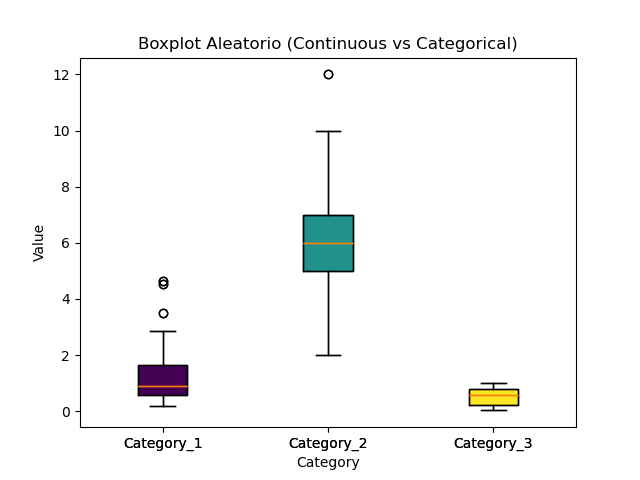 Boxplot Aleatorio (Continuous vs Categorical)
12
10
8
6
4
2
0
Value
Category_1
Category_2
Category_3
Category